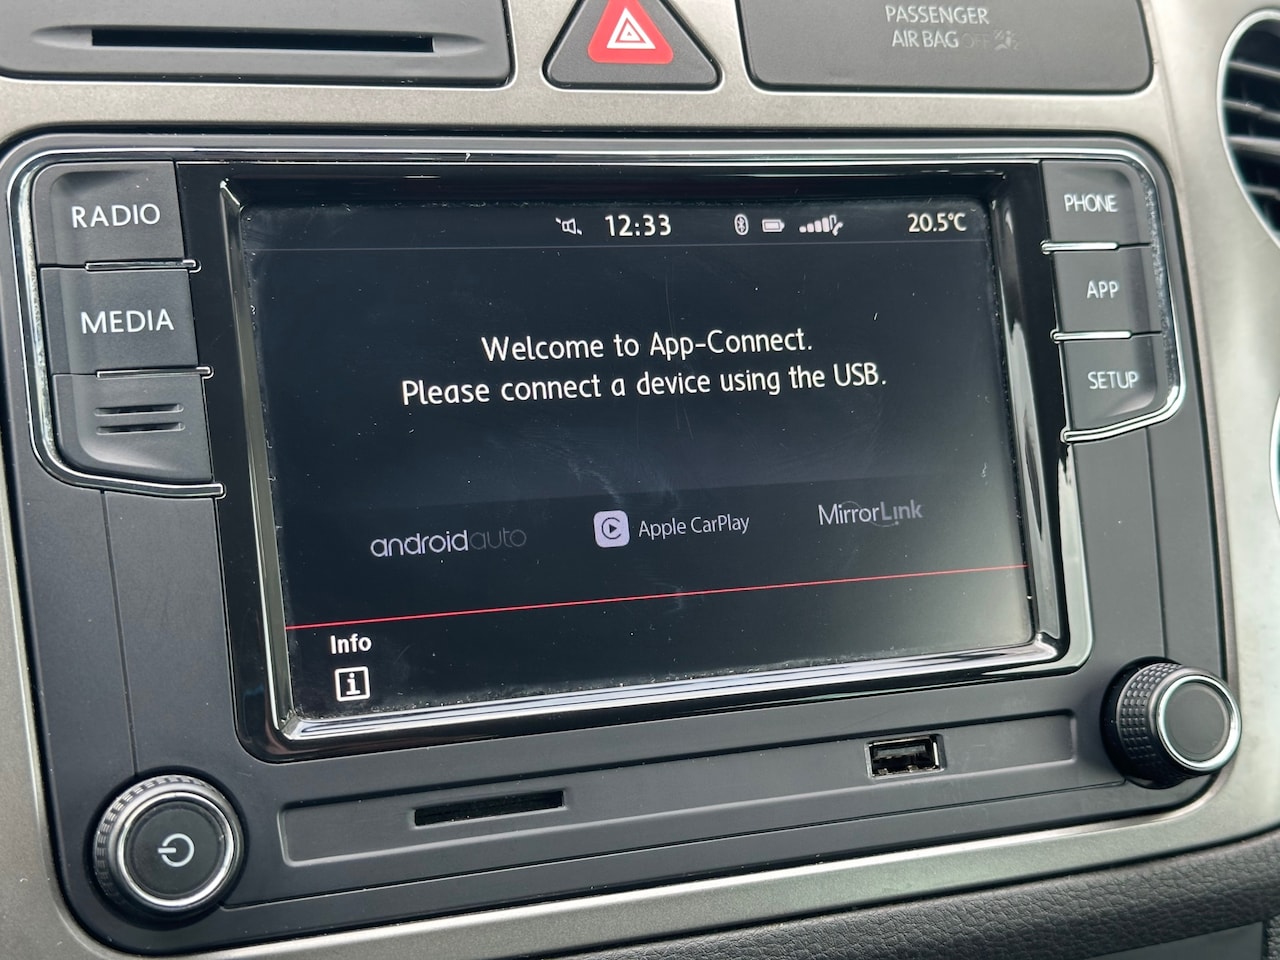 PASSENGER
AIR BAG OFF
RADIO
MEDIA
12:33
20.5°C
PHONE
APP
SETUP
Welcome to App-Connect.
Please connect a device using the USB.
androidauto
Apple CarPlay
MirrorLink
Info
i